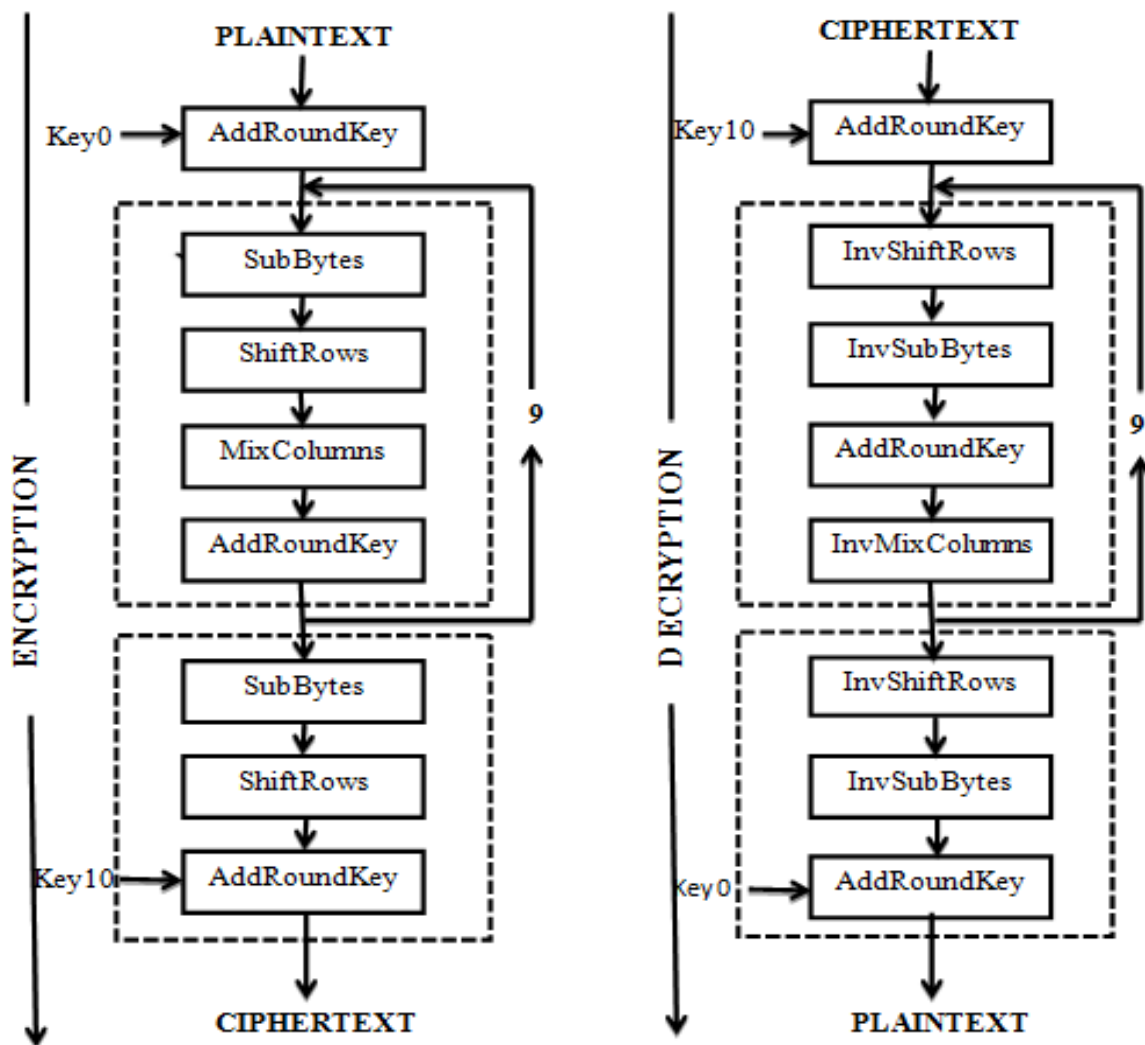 PLAINTEXT
Key0
AddRoundKey
SubBytes
ShiftRows
MixColumns
AddRoundKey
9
ENCRYPTION
SubBytes
ShiftRows
Key10
AddRoundKey
CIPHERTEXT
CIPHERTEXT
Key10
AddRoundKey
InvShiftRows
InvSubBytes
AddRoundKey
InvMixColumns
9
DECRYPTION
InvShiftRows
InvSubBytes
Key0
AddRoundKey
PLAINTEXT